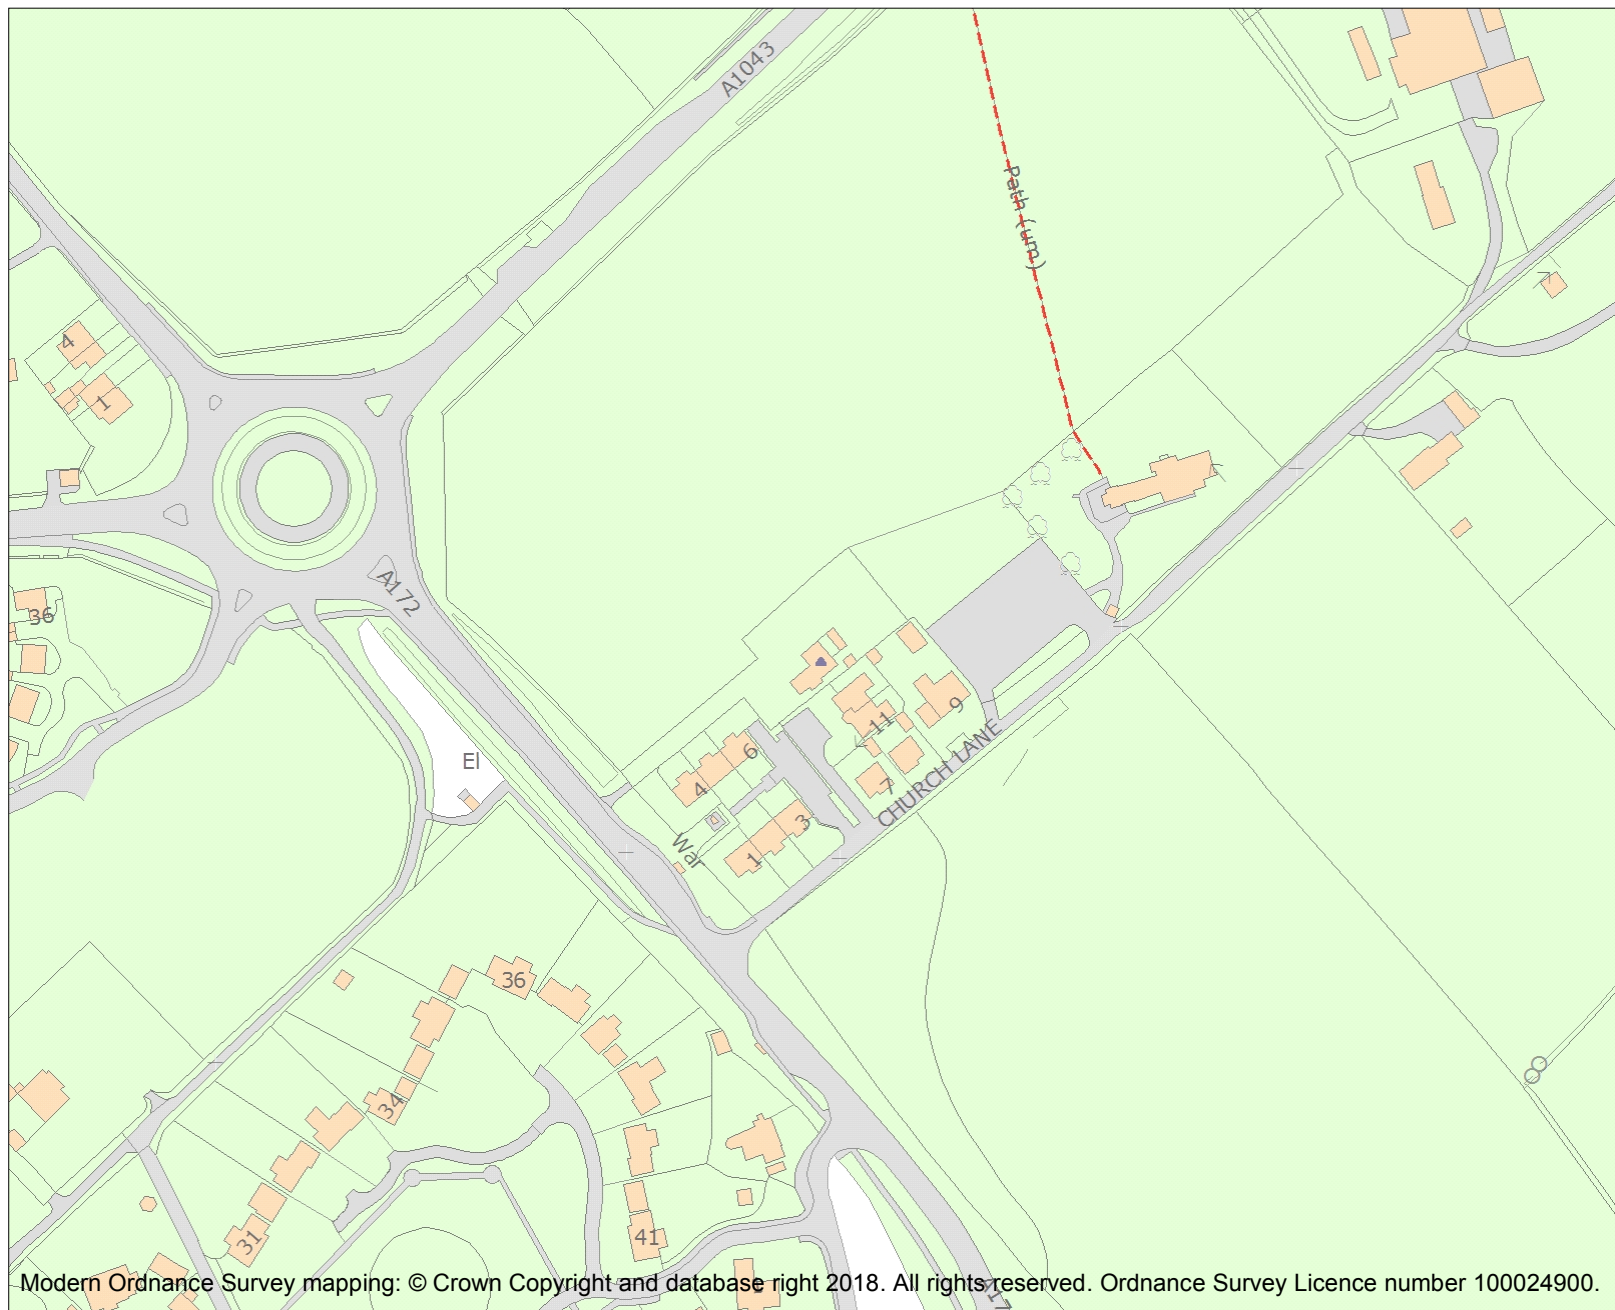 A1043
Path (um)
4
1
A172
36
El
6
4
War
3
1
11
9
7
CHURCH LANE
36
34
31
41
1
A17
Modern Ordnance Survey mapping: © Crown Copyright and database right 2018. All rights reserved. Ordnance Survey Licence number 100024900.